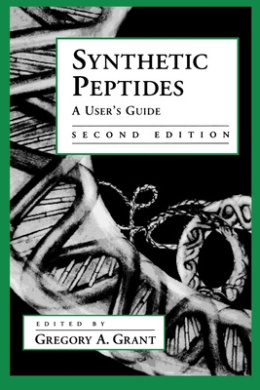 SYNTHETIC
PEPTIDES
A USER'S GUIDE
SECOND EDITION
EDITED BY
GREGORY A. GRANT